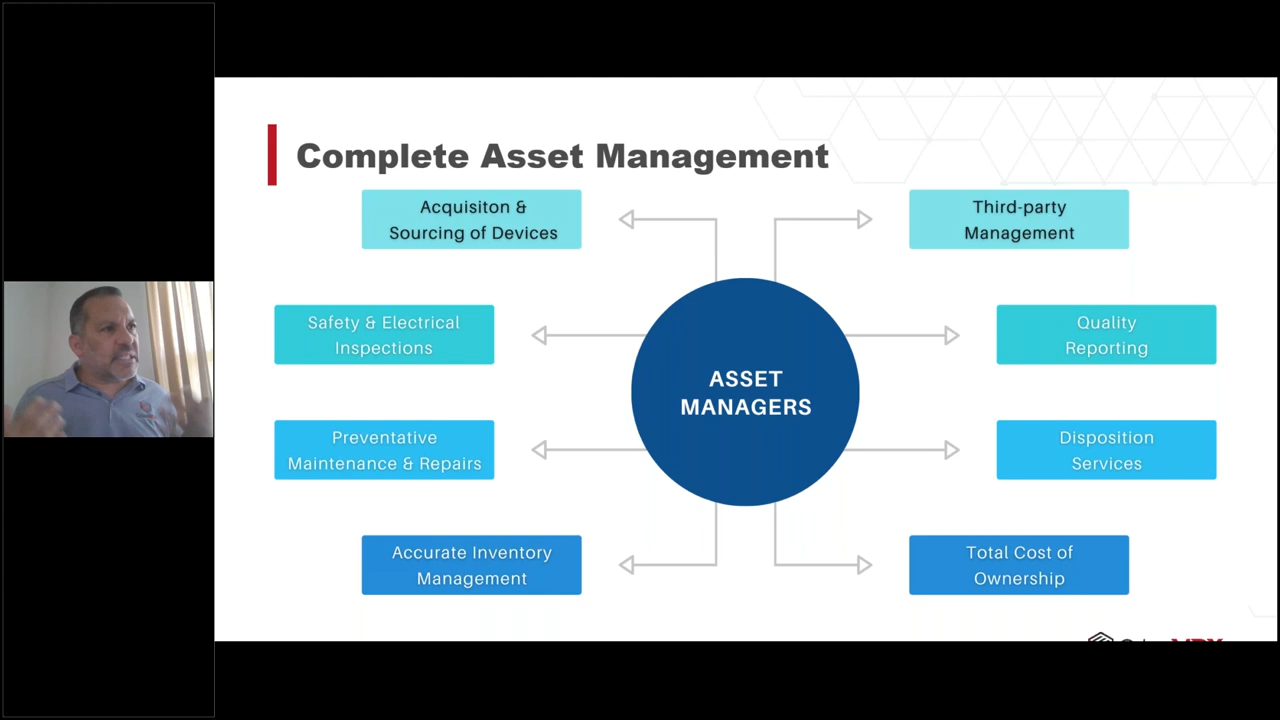 Complete Asset Management
Acquisiton &
Sourcing of Devices
Third-party
Management
Safety & Electrical
Inspections
Quality
Reporting
ASSET
MANAGERS
Preventative
Maintenance & Repairs
Disposition
Services
Accurate Inventory
Management
Total Cost of
Ownership